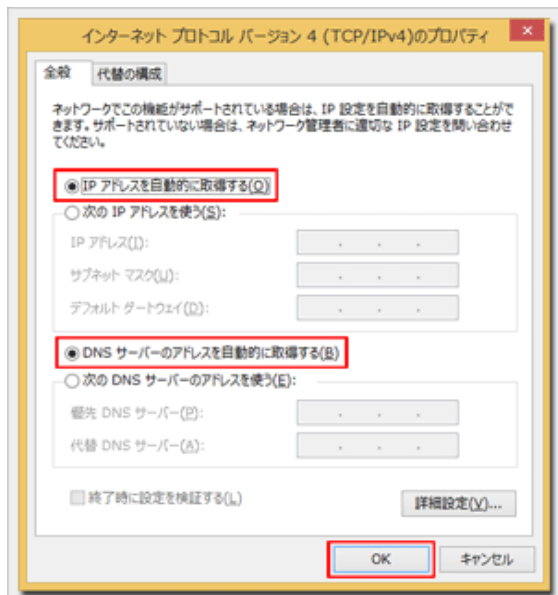 インターネット プロトコル バージョン 4 (TCP/IPv4)のプロパティ
全般
代替の構成
ネットワークでこの機能がサポートされている場合は、IP 設定を自動的に取得することがで
きます。サポートされていない場合は、ネットワーク管理者に適切な IP 設定を問い合わせ
てください。
IP アドレスを自動的に取得する(O)
次の IP アドレスを使う(S):
IP アドレス(I):
サブネット マスク(U):
デフォルト ゲートウェイ(D):
DNS サーバーのアドレスを自動的に取得する(B)
次の DNS サーバーのアドレスを使う(E):
優先 DNS サーバー(P):
代替 DNS サーバー(A):
終了時に設定を検証する(L)
詳細設定(V)...
OK
キャンセル